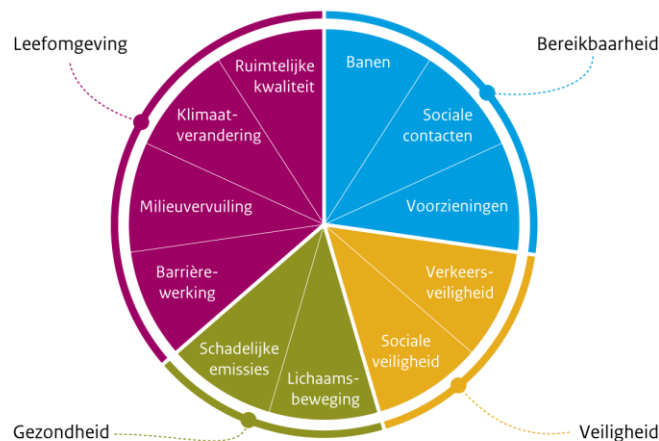 Leefomgeving
Bereikbaarheid
Ruimtelijke
kwaliteit
Banen
Klimaat-
verandering
Sociale
contacten
Milieuvervuiling
Voorzieningen
Barrière-
werking
Verkeers-
veiligheid
Schadelijke
emissies
Lichaams-
beweging
Sociale
veiligheid
Gezondheid
Veiligheid